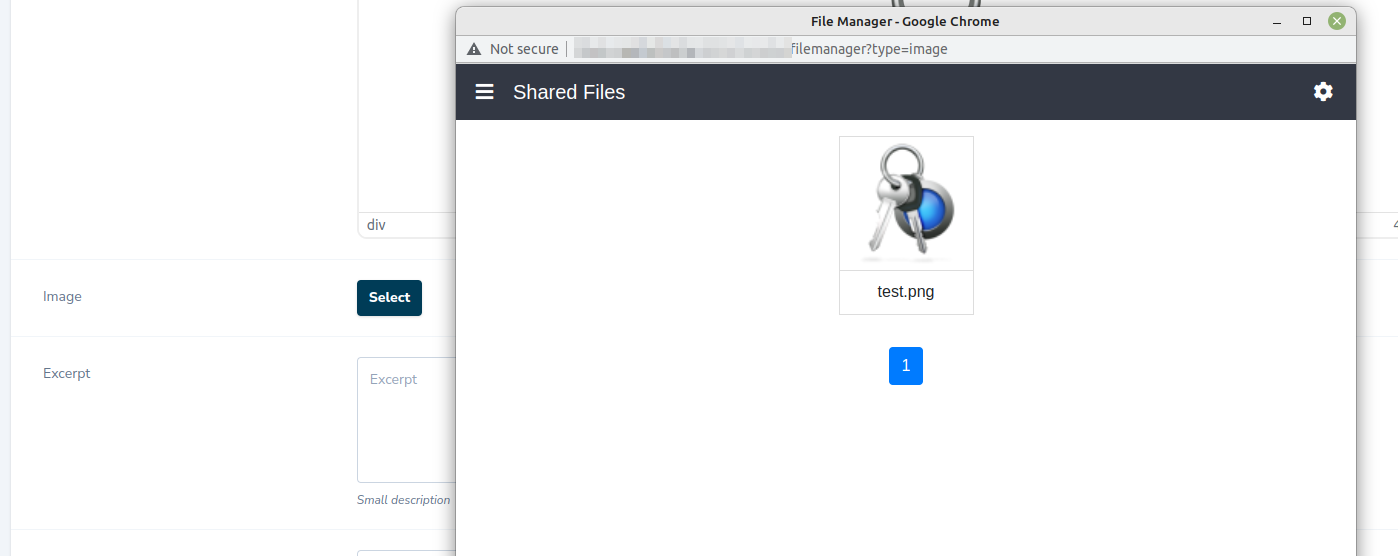 File Manager - Google Chrome
Not secure
filemanager?type=image
Shared Files
test.png
1
div
Image
Select
Excerpt
Excerpt
Small description